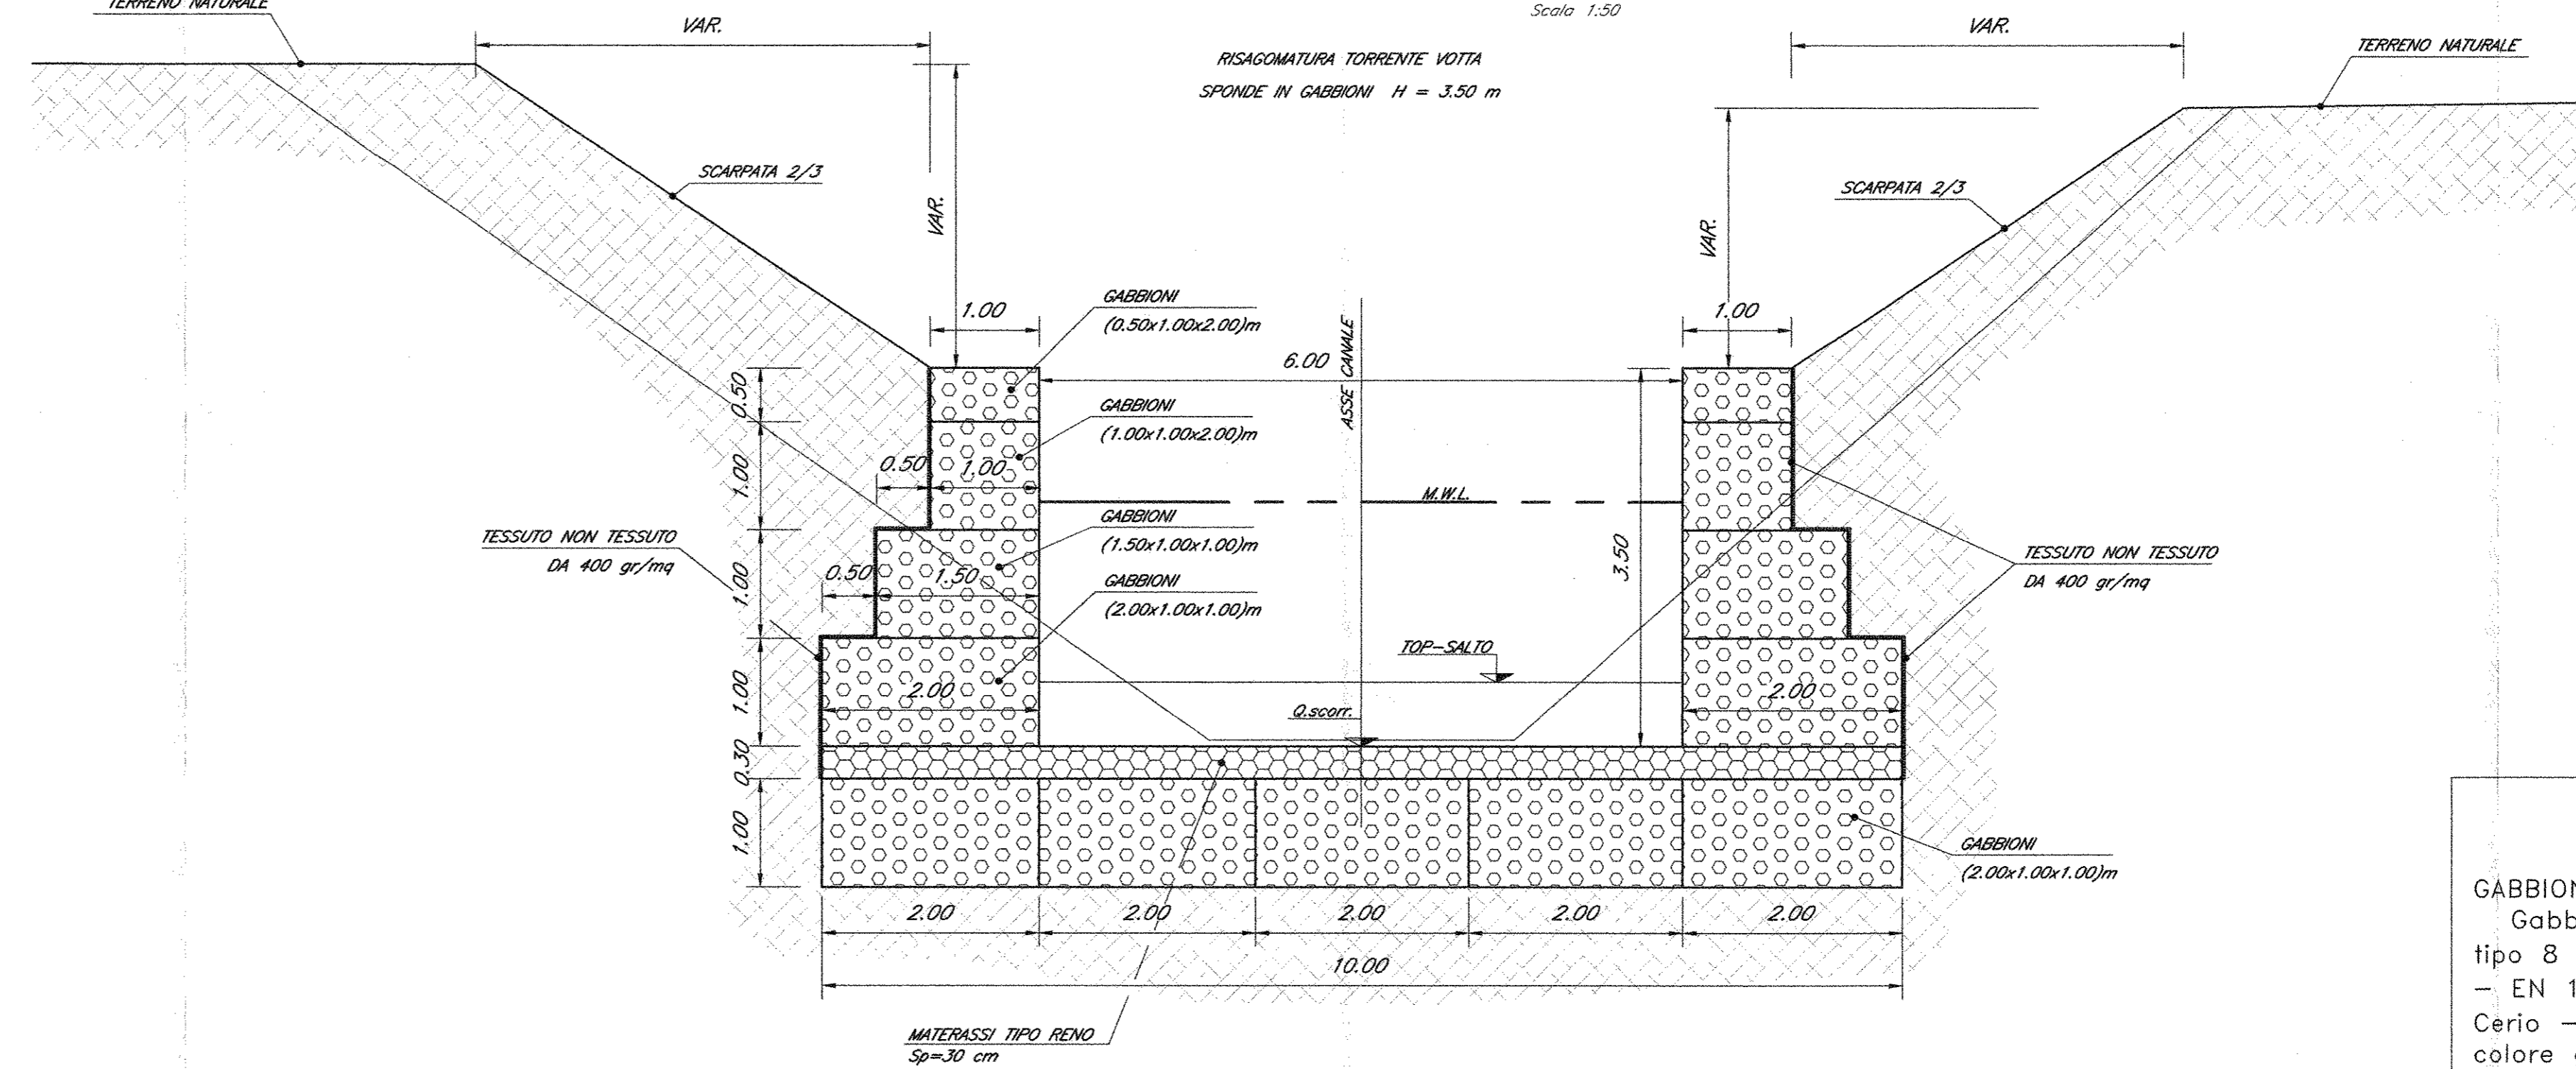 TERRENO NATURALE
VAR.
Scala 1:50
VAR.
TERRENO NATURALE
RISAGOMATURA TORRENTE VOTTA
SPONDE IN GABBIONI H = 3.50 m
SCARPATA 2/3
SCARPATA 2/3
VAR.
VAR.
1.00
GABBIONI
(0.50x1.00x2.00)m
1.00
6.00
ASSE CANALE
0.50
GABBIONI
(1.00x1.00x2.00)m
1.00
0.50
1.00
M.W.L.
GABBIONI
(1.50x1.00x1.00)m
TESSUTO NON TESSUTO
DA 400 gr/mq
1.00
0.50
1.50
GABBIONI
(2.00x1.00x1.00)m
3.50
TESSUTO NON TESSUTO
DA 400 gr/mq
TOP-SALTO
1.00
2.00
2.00
Q.scorr.
0.30
1.00
GABBIONI
(2.00x1.00x1.00)m
2.00
2.00
2.00
2.00
2.00
10.00
MATERASSI TIPO RENO
Sp=30 cm
GABBION
Gabb
tipo 8
- EN 1
Cerio -
colore